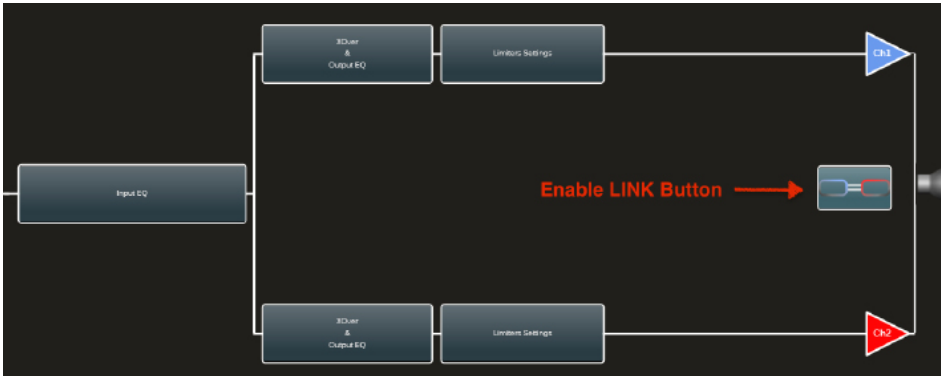 XOver
&
Output EQ
Limiters Settings
Ch1
Input EQ
Enable LINK Button
XOver
&
Output EQ
Limiters Settings
Ch2